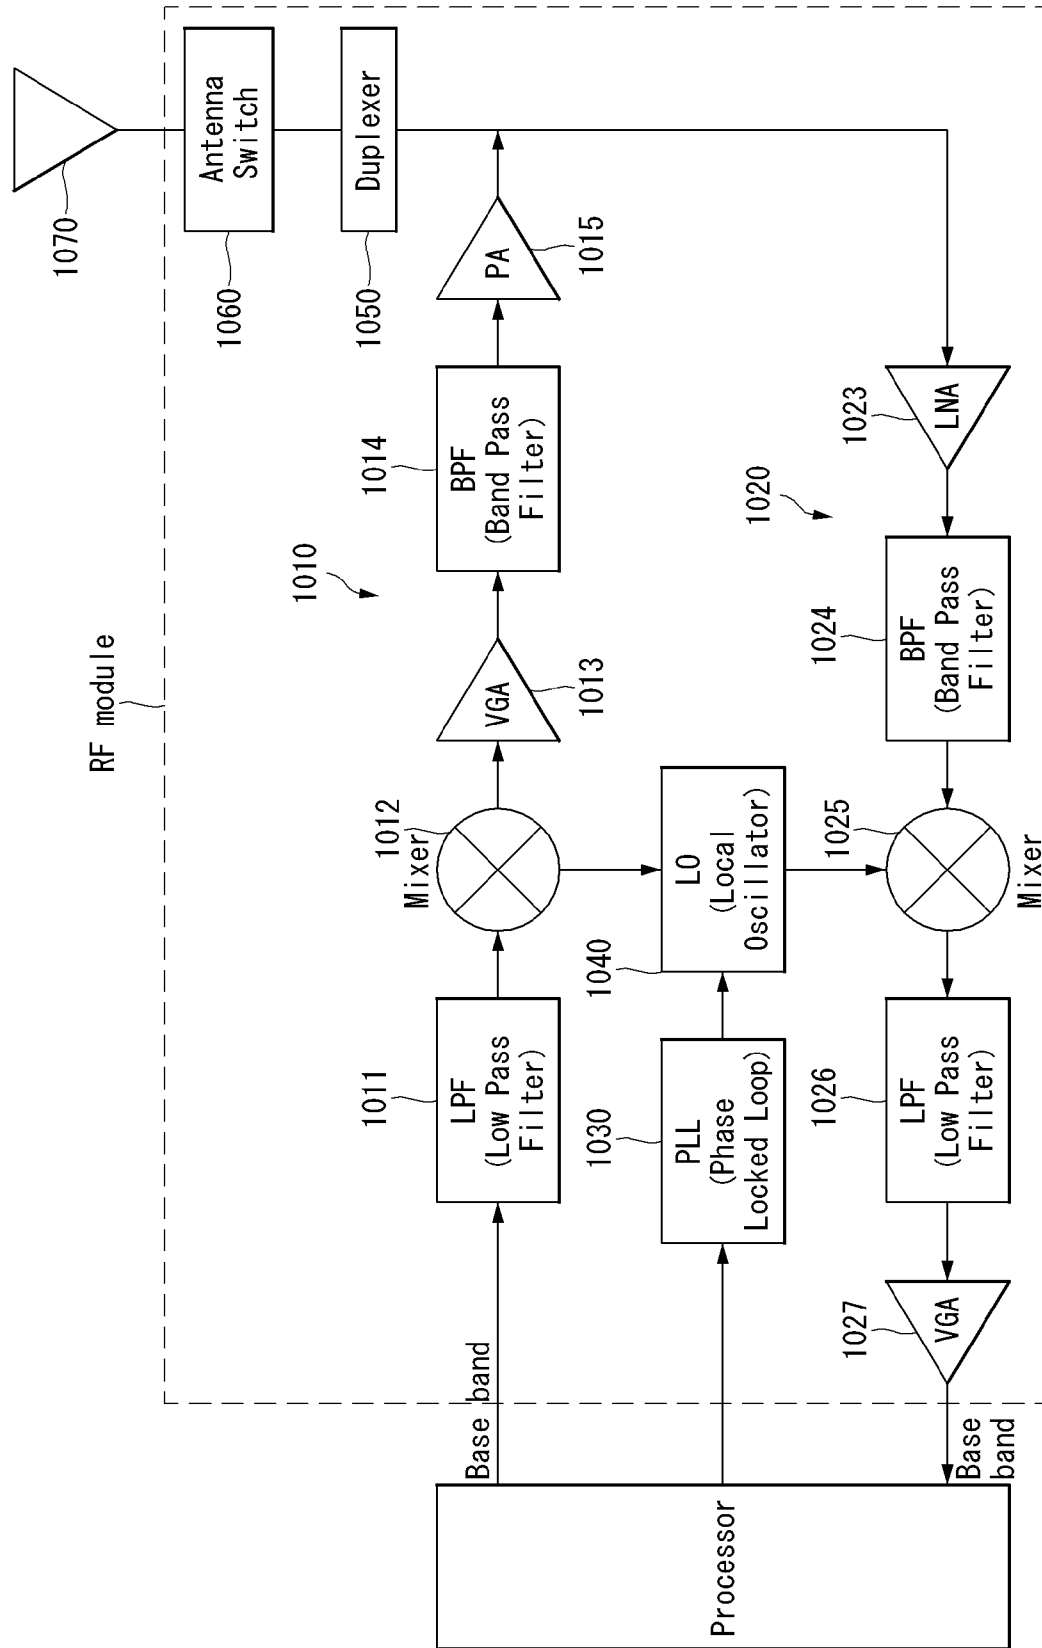 RF module
1070
Antenna
Switch
1060
Duplexer
1050
Processor
Base band
LPF
(Low Pass
Filter)
1011
Mixer
1012
VGA
1013
1010
BPF
(Band Pass
Filter)
1014
PA
1015
PLL
(Phase
Locked Loop)
1030
LO
(Local
Oscillator)
1040
LNA
1023
1020
BPF
(Band Pass
Filter)
1024
1025
Mixer
LPF
(Low Pass
Filter)
1026
VGA
1027
Base
band